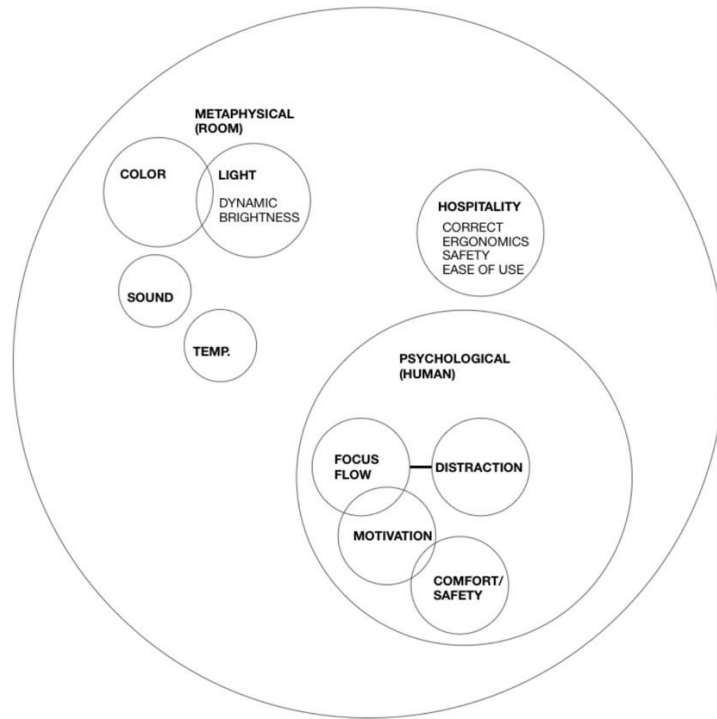 METAPHYSICAL
(ROOM)
COLOR
LIGHT
DYNAMIC
BRIGHTNESS
HOSPITALITY
CORRECT
ERGONOMICS
SAFETY
EASE OF USE
SOUND
TEMP.
PSYCHOLOGICAL
(HUMAN)
FOCUS
FLOW
DISTRACTION
MOTIVATION
COMFORT/
SAFETY